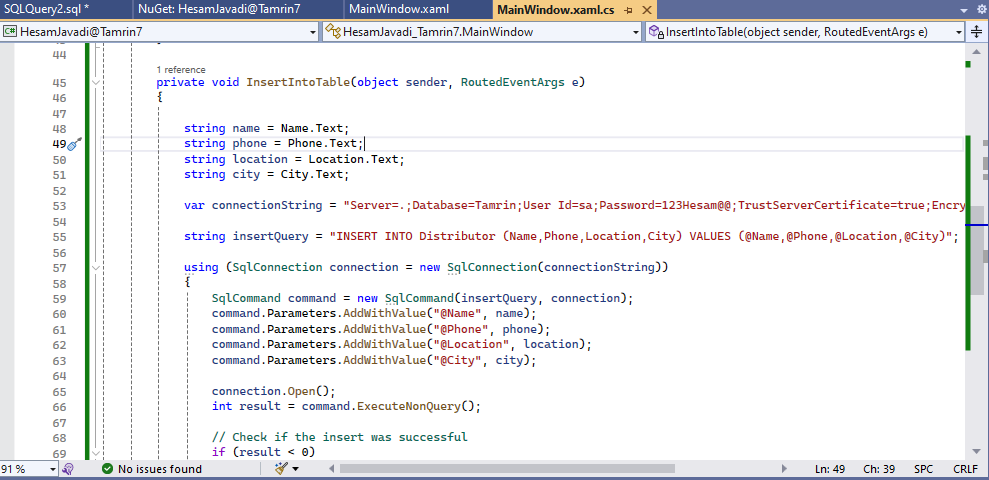 SQLQuery2.sql *
NuGet: HesamJavadi@Tamrin7
MainWindow.xaml
MainWindow.xaml.cs
C# HesamJavadi@Tamrin7
HesamJavadi_Tamrin7.MainWindow
InsertIntoTable(object sender, RoutedEventArgs e)
44
1 reference
45 private void InsertIntoTable(object sender, RoutedEventArgs e)
46 {
47
48 string name = Name.Text;
49 string phone = Phone.Text;
50 string location = Location.Text;
51 string city = City.Text;
52
53 var connectionString = "Server=.;Database=Tamrin;User Id=sa;Password=123Hesam@@;TrustServerCertificate=true;Encry
54
55 string insertQuery = "INSERT INTO Distributor (Name,Phone,Location,City) VALUES (@Name,@Phone,@Location,@City)";
56
57 using (SqlConnection connection = new SqlConnection(connectionString))
58 {
59 SqlCommand command = new SqlCommand(insertQuery, connection);
60 command.Parameters.AddWithValue("@Name", name);
61 command.Parameters.AddWithValue("@Phone", phone);
62 command.Parameters.AddWithValue("@Location", location);
63 command.Parameters.AddWithValue("@City", city);
64
65 connection.Open();
66 int result = command.ExecuteNonQuery();
67
68 // Check if the insert was successful
69 if (result < 0)
91 %
No issues found
Ln: 49
Ch: 39
SPC
CRLF